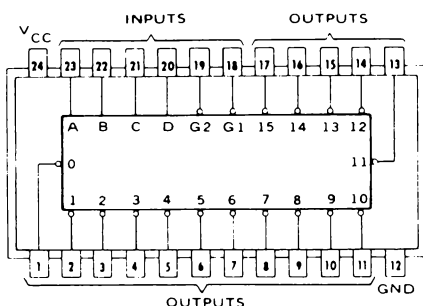 INPUTS OUTPUTS
VCC
24 23 22 21 20 19 18 17 16 15 14 13
A B C D G2 G1 15 14 13 12
0 11
1 2 3 4 5 6 7 8 9 10
1 2 3 4 5 6 7 8 9 10 11 12
GND
OUTPUTS